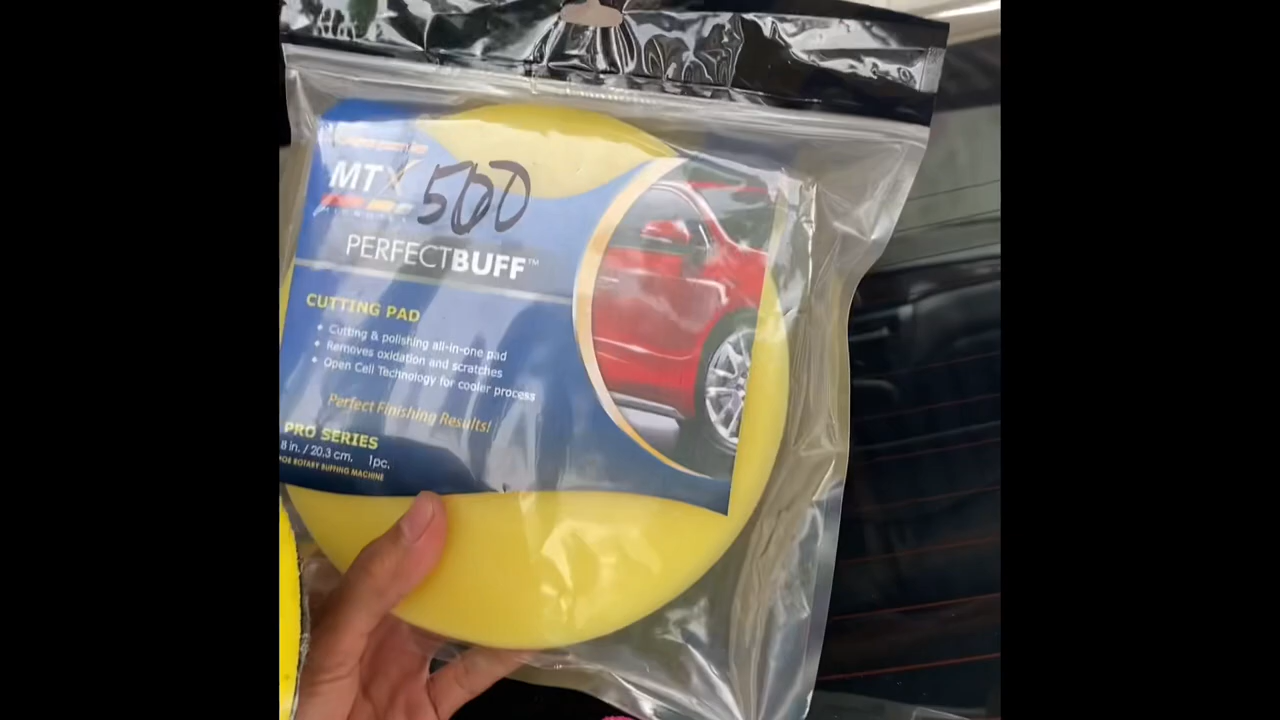 MTX
500
PERFECTBUFF™
CUTTING PAD
• Cutting & polishing all-in-one pad
• Removes oxidation and scratches
• Open Cell Technology for cooler process
Perfect Finishing Results!
PRO SERIES
8 in. / 20.3 cm. 1pc.
ROTARY BUFFING MACHINE